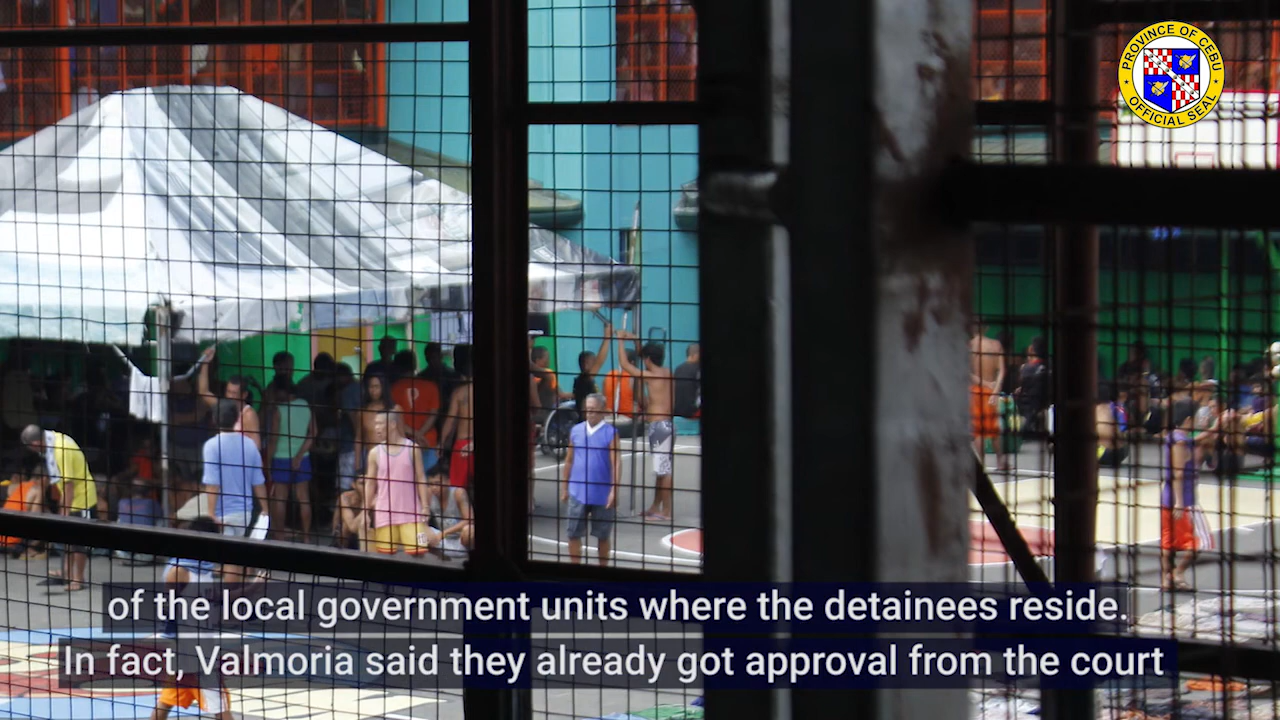 PROVINCE OF CEBU
OFFICIAL SEAL
P
of the local government units where the detainees reside.
In fact, Valmoria said they already got approval from the court